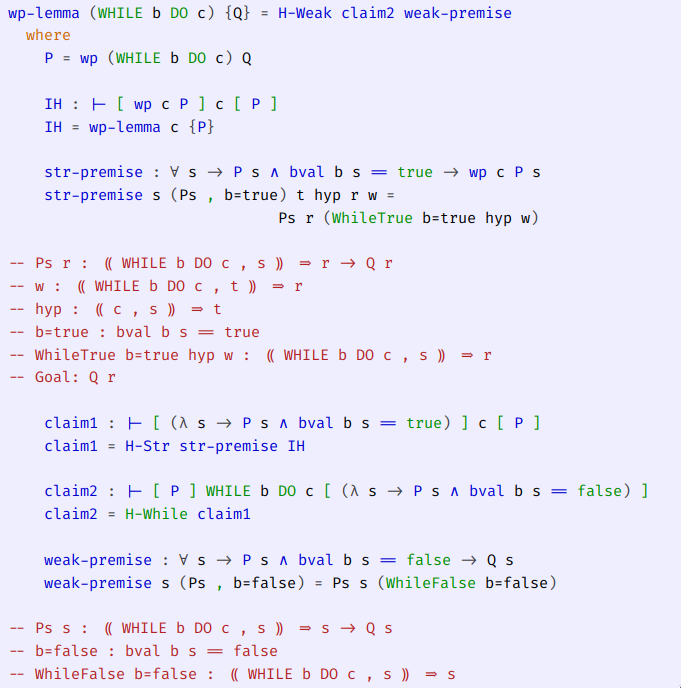 wp-lemma (WHILE b DO c) {Q} = H-Weak claim2 weak-premise
where
P = wp (WHILE b DO c) Q
IH : ⊢ [ wp c P ] c [ P ]
IH = wp-lemma c {P}
str-premise : ∀ s → P s ∧ bval b s ＝ true → wp c P s
str-premise s (Ps , b=true) t hyp r w =
Ps r (WhileTrue b=true hyp w)
-- Ps r : ⸨ WHILE b DO c , s ⸩ ⇒ r → Q r
-- w : ⸨ WHILE b DO c , t ⸩ ⇒ r
-- hyp : ⸨ c , s ⸩ ⇒ t
-- b=true : bval b s ＝ true
-- WhileTrue b=true hyp w : ⸨ WHILE b DO c , s ⸩ ⇒ r
-- Goal: Q r
claim1 : ⊢ [ (λ s → P s ∧ bval b s ＝ true) ] c [ P ]
claim1 = H-Str str-premise IH
claim2 : ⊢ [ P ] WHILE b DO c [ (λ s → P s ∧ bval b s ＝ false) ]
claim2 = H-While claim1
weak-premise : ∀ s → P s ∧ bval b s ＝ false → Q s
weak-premise s (Ps , b=false) = Ps s (WhileFalse b=false)
-- Ps s : ⸨ WHILE b DO c , s ⸩ ⇒ s → Q s
-- b=false : bval b s ＝ false
-- WhileFalse b=false : ⸨ WHILE b DO c , s ⸩ ⇒ s